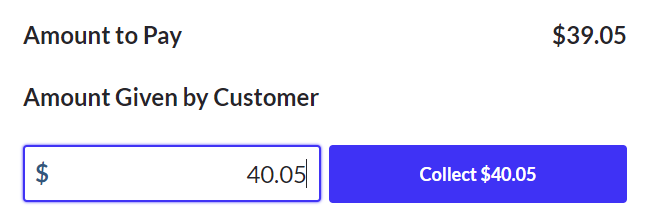 Amount to Pay $39.05
Amount Given by Customer
$ 40.05 Collect $40.05